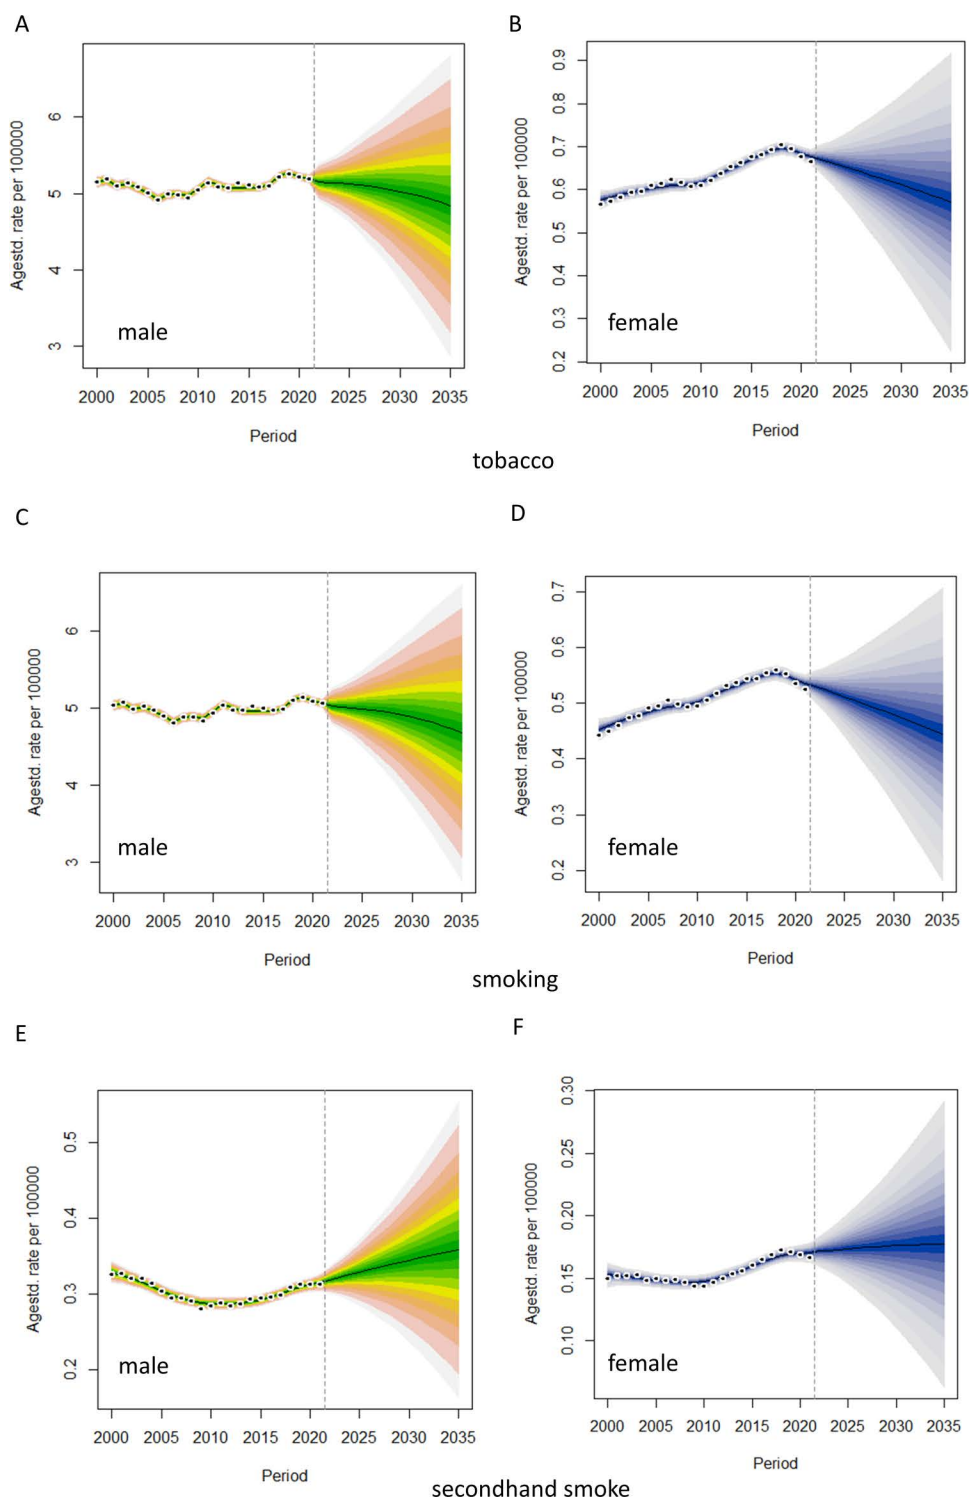 A
B
Agestd. rate per 100000
6
5
4
3
male
2000 2005 2010 2015 2020 2025 2030 2035
Period
Agestd. rate per 100000
0.9
0.8
0.7
0.6
0.5
0.4
0.3
0.2
female
2000 2005 2010 2015 2020 2025 2030 2035
Period
tobacco
C
D
Agestd. rate per 100000
6
5
4
3
male
2000 2005 2010 2015 2020 2025 2030 2035
Period
Agestd. rate per 100000
0.7
0.6
0.5
0.4
0.3
0.2
female
2000 2005 2010 2015 2020 2025 2030 2035
Period
smoking
E
F
Agestd. rate per 100000
0.5
0.4
0.3
0.2
male
2000 2005 2010 2015 2020 2025 2030 2035
Period
Agestd. rate per 100000
0.30
0.25
0.20
0.15
0.10
female
2000 2005 2010 2015 2020 2025 2030 2035
Period
secondhand smoke